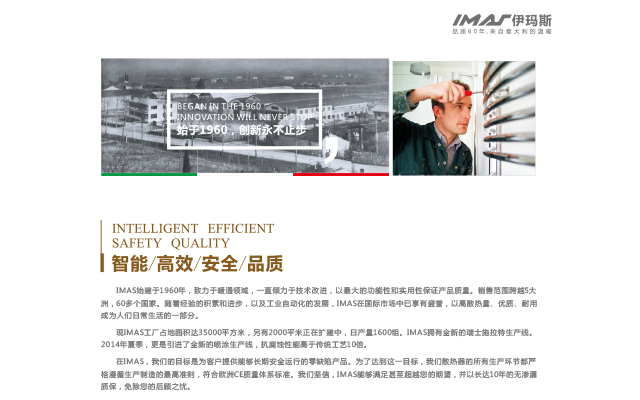 IMAS伊玛斯
品质60年,来自意大利的温暖
BEGAN IN THE 1960
INNOVATION WILL NEVER STOP
始于1960，创新永不止步
INTELLIGENT EFFICIENT
SAFETY QUALITY
智能/高效/安全/品质
IMAS始建于1960年，致力于暖通领域，一直倾力于技术改进，以最大的功能性和实用性保证产品质量。销售范围跨越5大
洲，60多个国家。随着经验的积累和进步，以及工业自动化的发展，IMAS在国际市场中已享有盛誉，以高散热量、优质、耐用
成为人们日常生活的一部分。
现IMAS工厂占地面积达35000平方米，另有2000平米正在扩建中，日产量1600组。IMAS拥有全新的瑞士施拉特生产线。
2014年夏季，更是引进了全新的喷涂生产线，抗腐蚀性能高于传统工艺10倍。
在IMAS，我们的目标是为客户提供能够长期安全运行的零缺陷产品。为了达到这一目标，我们散热器的所有生产环节都严
格遵循生产制造的最高准则，符合欧洲CE质量体系标准。我们坚信，IMAS能够满足甚至超越您的期望，并以长达10年的无渗漏
质保，免除您的后顾之忧。